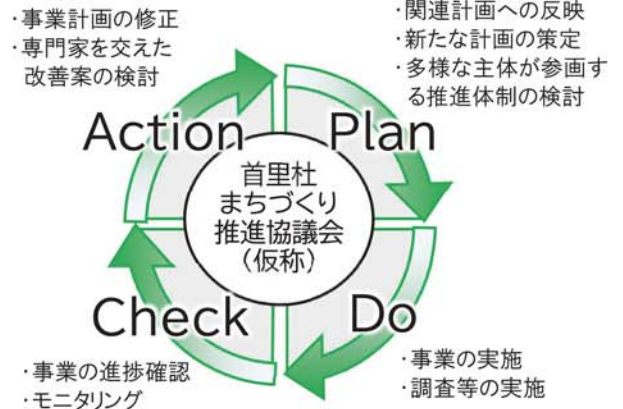 ・事業計画の修正
・専門家を交えた
改善案の検討
・関連計画への反映
・新たな計画の策定
・多様な主体が参画す
る推進体制の検討
Action
Plan
首里杜
まちづくり
推進協議会
（仮称）
Check
Do
・事業の進捗確認
・モニタリング
・事業の実施
・調査等の実施